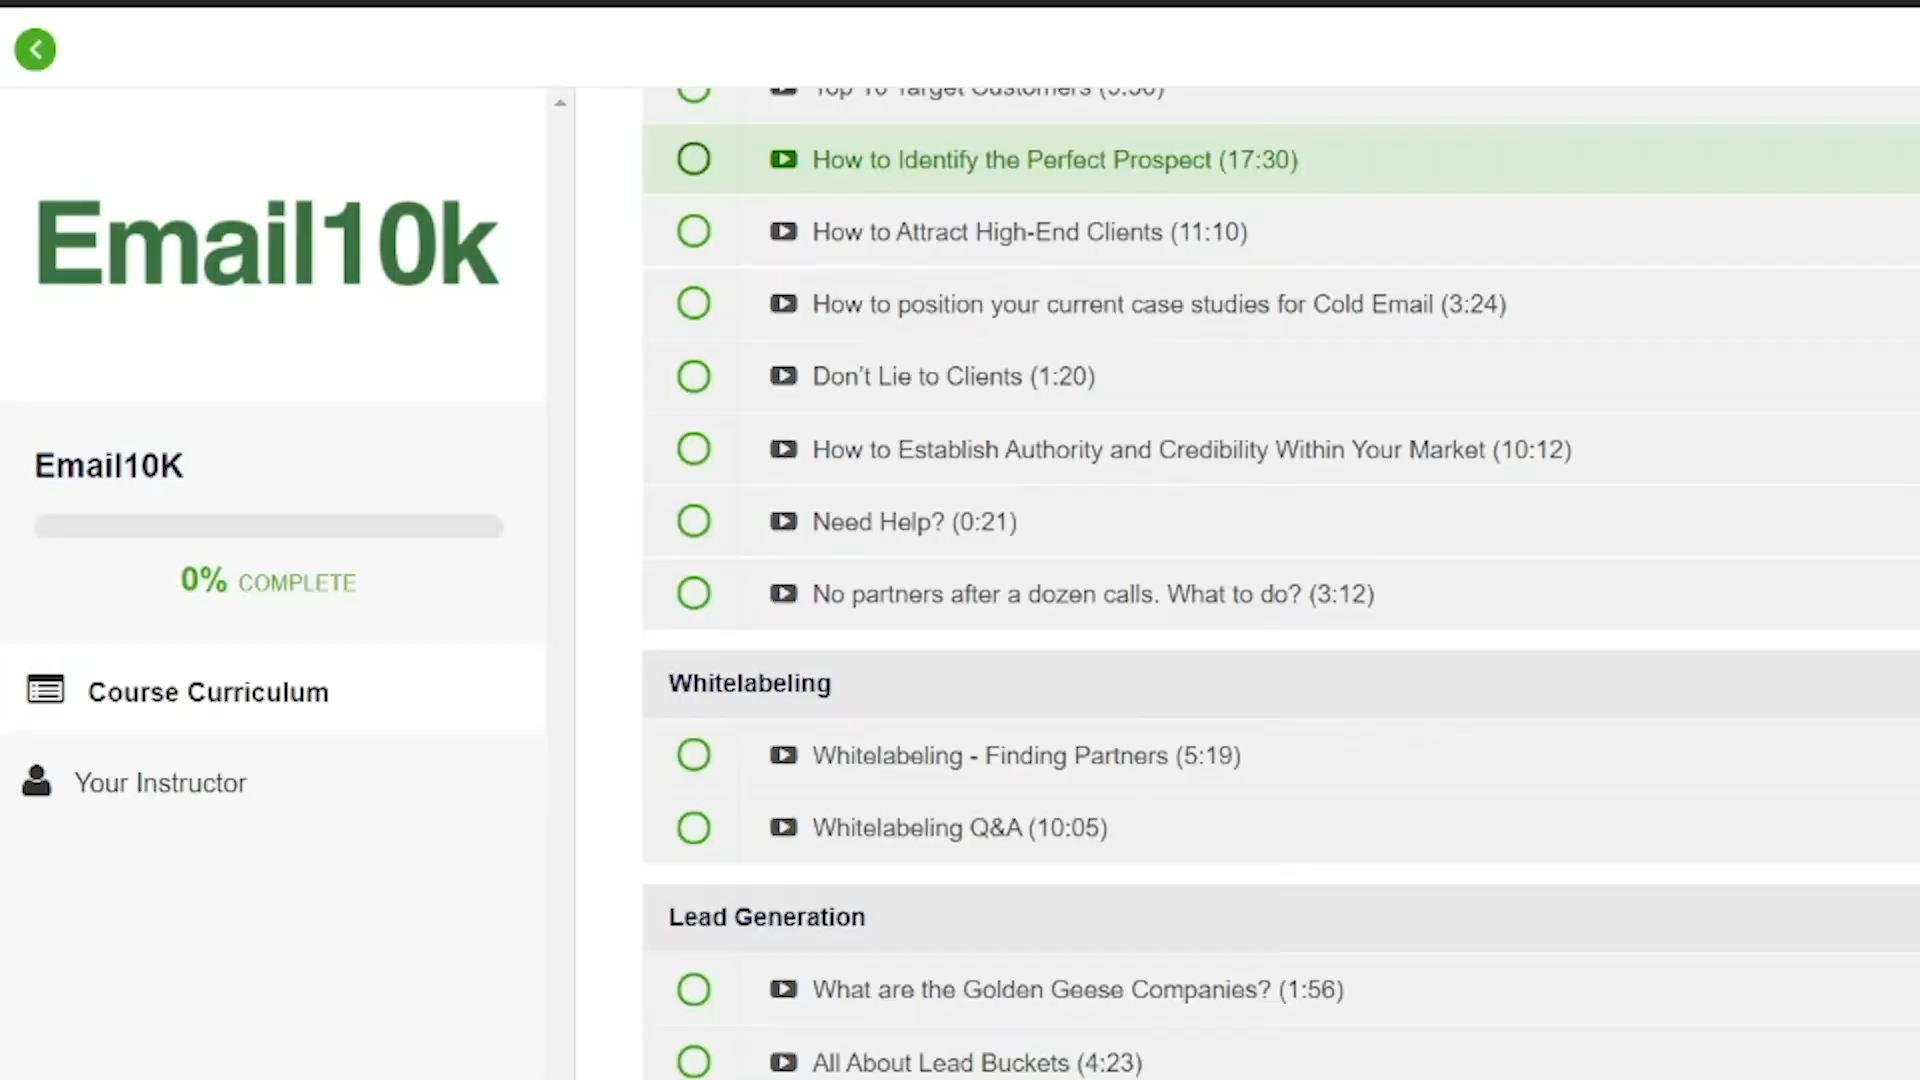 Top 10 Target Customers
How to Identify the Perfect Prospect (17:30)
How to Attract High-End Clients (11:10)
How to position your current case studies for Cold Email (3:24)
Don’t Lie to Clients (1:20)
How to Establish Authority and Credibility Within Your Market (10:12)
Need Help? (0:21)
No partners after a dozen calls. What to do? (3:12)
Whitelabeling
Whitelabeling - Finding Partners (5:19)
Whitelabeling Q&A (10:05)
Lead Generation
What are the Golden Geese Companies? (1:56)
All About Lead Buckets (4:23)
Email10k
Email10K
0% COMPLETE
Course Curriculum
Your Instructor